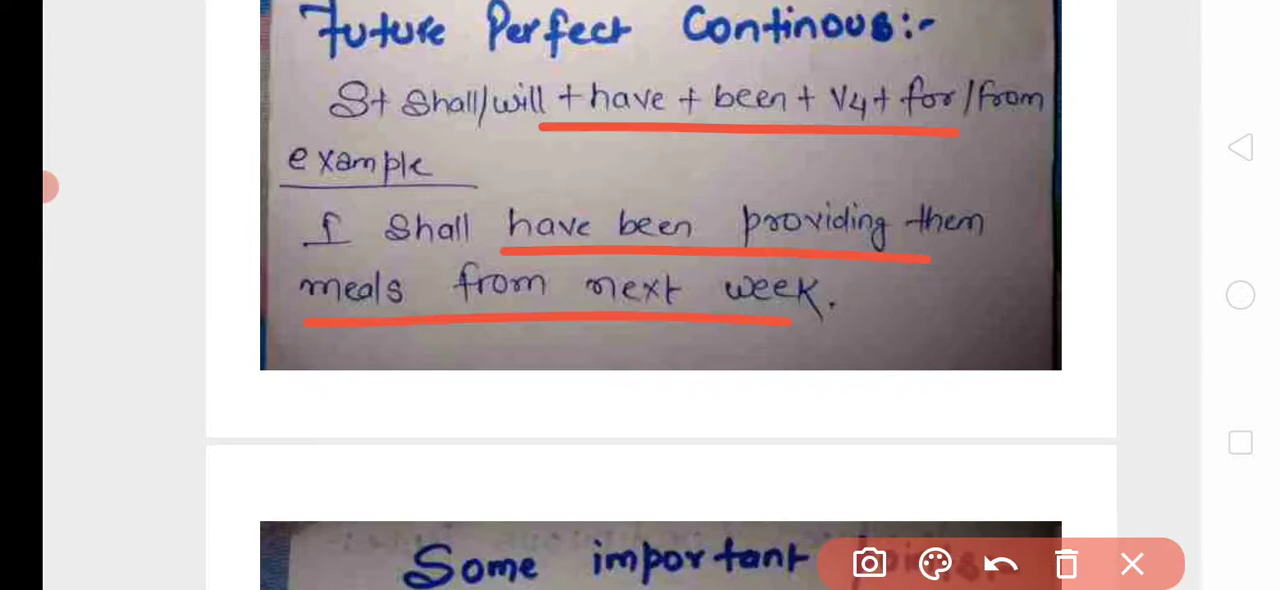 Future Perfect Continous:-
S+ Shall/will + have + been + V4 + for/from
example
I Shall have been providing them
meals from next week.
Some important